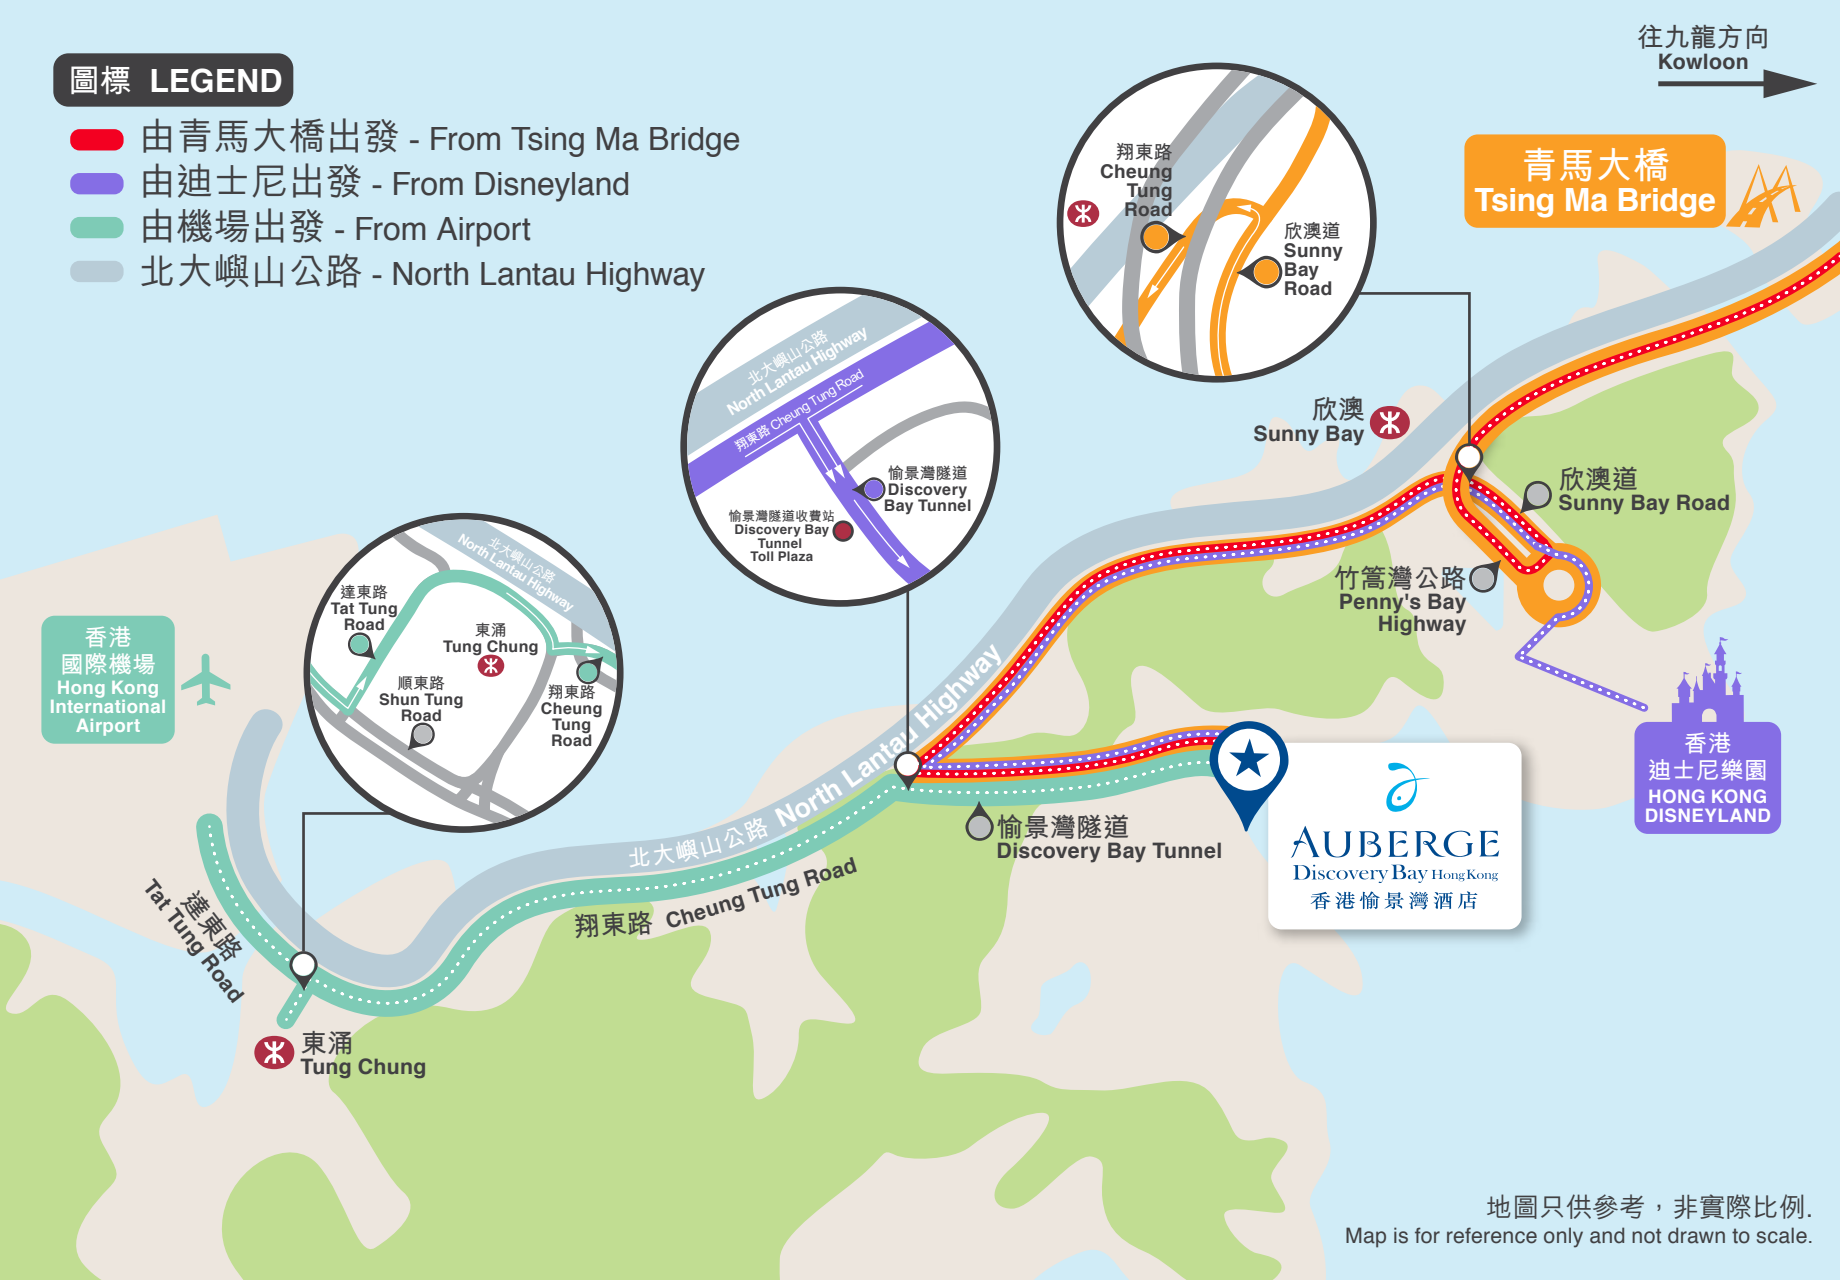 圖標 LEGEND
由青馬大橋出發 - From Tsing Ma Bridge
由迪士尼出發 - From Disneyland
由機場出發 - From Airport
北大嶼山公路 - North Lantau Highway
往九龍方向
Kowloon
青馬大橋
Tsing Ma Bridge
翔東路
Cheung
Tung
Road
欣澳道
Sunny
Bay
Road
北大嶼山公路
North Lantau Highway
翔東路 Cheung Tung Road
愉景灣隧道
Discovery
Bay Tunnel
愉景灣隧道收費站
Discovery Bay
Tunnel
Toll Plaza
欣澳
Sunny Bay
欣澳道
Sunny Bay Road
竹篙灣公路
Penny's Bay
Highway
北大嶼山公路
North Lantau Highway
達東路
Tat Tung
Road
東涌
Tung Chung
順東路
Shun Tung
Road
翔東路
Cheung
Tung
Road
香港
國際機場
Hong Kong
International
Airport
香港
迪士尼樂園
HONG KONG
DISNEYLAND
北大嶼山公路 North Lantau Highway
翔東路 Cheung Tung Road
愉景灣隧道
Discovery Bay Tunnel
AUBERGE
Discovery Bay Hong Kong
香港愉景灣酒店
達東路
Tat Tung Road
東涌
Tung Chung
地圖只供參考，非實際比例.
Map is for reference only and not drawn to scale.